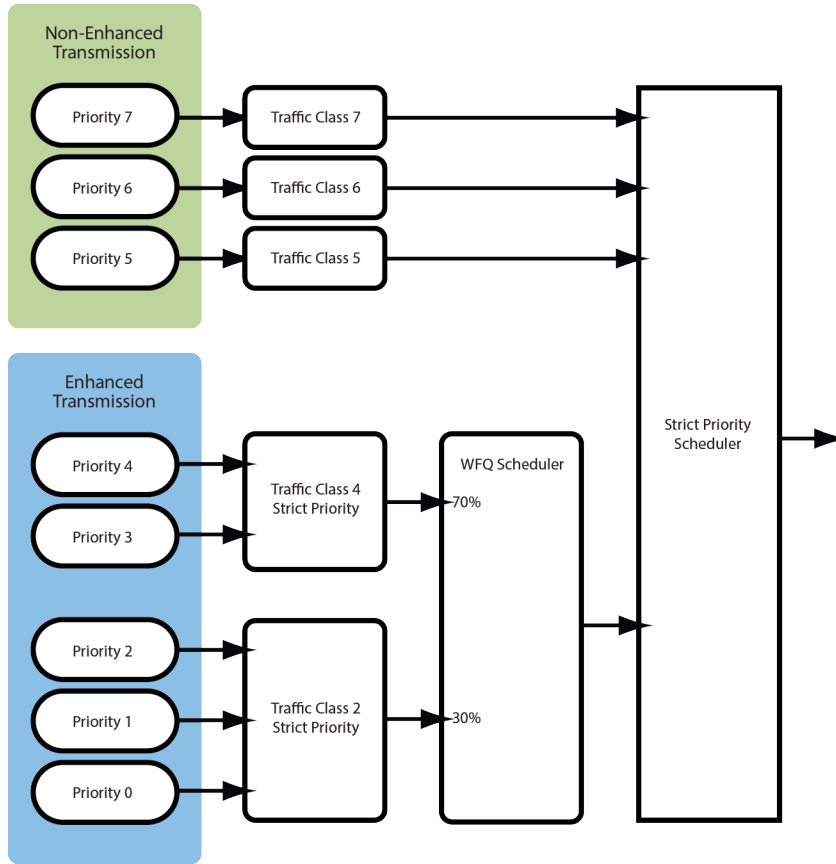 Non-Enhanced
Transmission
Priority 7
Traffic Class 7
Priority 6
Traffic Class 6
Priority 5
Traffic Class 5
Enhanced
Transmission
Priority 4
Priority 3
Traffic Class 4
Strict Priority
WFQ Scheduler
70%
Strict Priority
Scheduler
Priority 2
Priority 1
Priority 0
Traffic Class 2
Strict Priority
30%